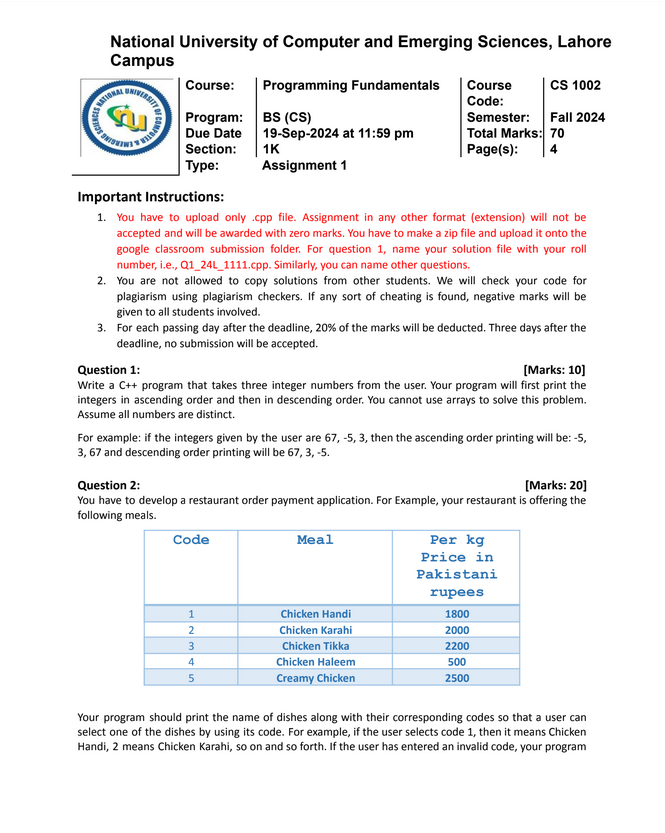 National University of Computer and Emerging Sciences, Lahore
Campus
Course: Programming Fundamentals Course Code: CS 1002
Program: BS (CS) Semester: Fall 2024
Due Date 19-Sep-2024 at 11:59 pm Total Marks: 70
Section: 1K Page(s): 4
Type: Assignment 1
NATIONAL UNIVERSITY OF COMPUTER & EMERGING SCIENCES
Important Instructions:
1. You have to upload only .cpp file. Assignment in any other format (extension) will not be
accepted and will be awarded with zero marks. You have to make a zip file and upload it onto the
google classroom submission folder. For question 1, name your solution file with your roll
number, i.e., Q1_24L_1111.cpp. Similarly, you can name other questions.
2. You are not allowed to copy solutions from other students. We will check your code for
plagiarism using plagiarism checkers. If any sort of cheating is found, negative marks will be
given to all students involved.
3. For each passing day after the deadline, 20% of the marks will be deducted. Three days after the
deadline, no submission will be accepted.
Question 1: [Marks: 10]
Write a C++ program that takes three integer numbers from the user. Your program will first print the
integers in ascending order and then in descending order. You cannot use arrays to solve this problem.
Assume all numbers are distinct.
For example: if the integers given by the user are 67, -5, 3, then the ascending order printing will be: -5,
3, 67 and descending order printing will be 67, 3, -5.
Question 2: [Marks: 20]
You have to develop a restaurant order payment application. For Example, your restaurant is offering the
following meals.
Code Meal Per kg
Price in
Pakistani
rupees
1 Chicken Handi 1800
2 Chicken Karahi 2000
3 Chicken Tikka 2200
4 Chicken Haleem 500
5 Creamy Chicken 2500
Your program should print the name of dishes along with their corresponding codes so that a user can
select one of the dishes by using its code. For example, if the user selects code 1, then it means Chicken
Handi, 2 means Chicken Karahi, so on and so forth. If the user has entered an invalid code, your program